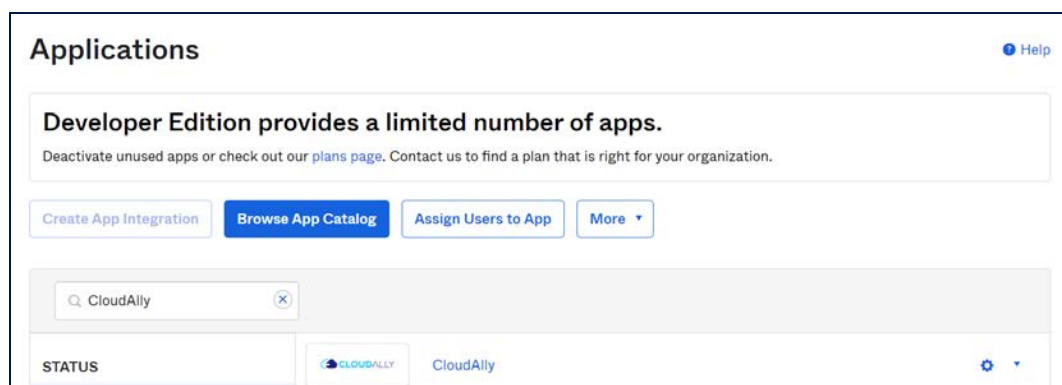 Applications
Help
Developer Edition provides a limited number of apps.
Deactivate unused apps or check out our plans page. Contact us to find a plan that is right for your organization.
Create App Integration Browse App Catalog Assign Users to App More
CloudAlly
STATUS CLOUDALLY CloudAlly